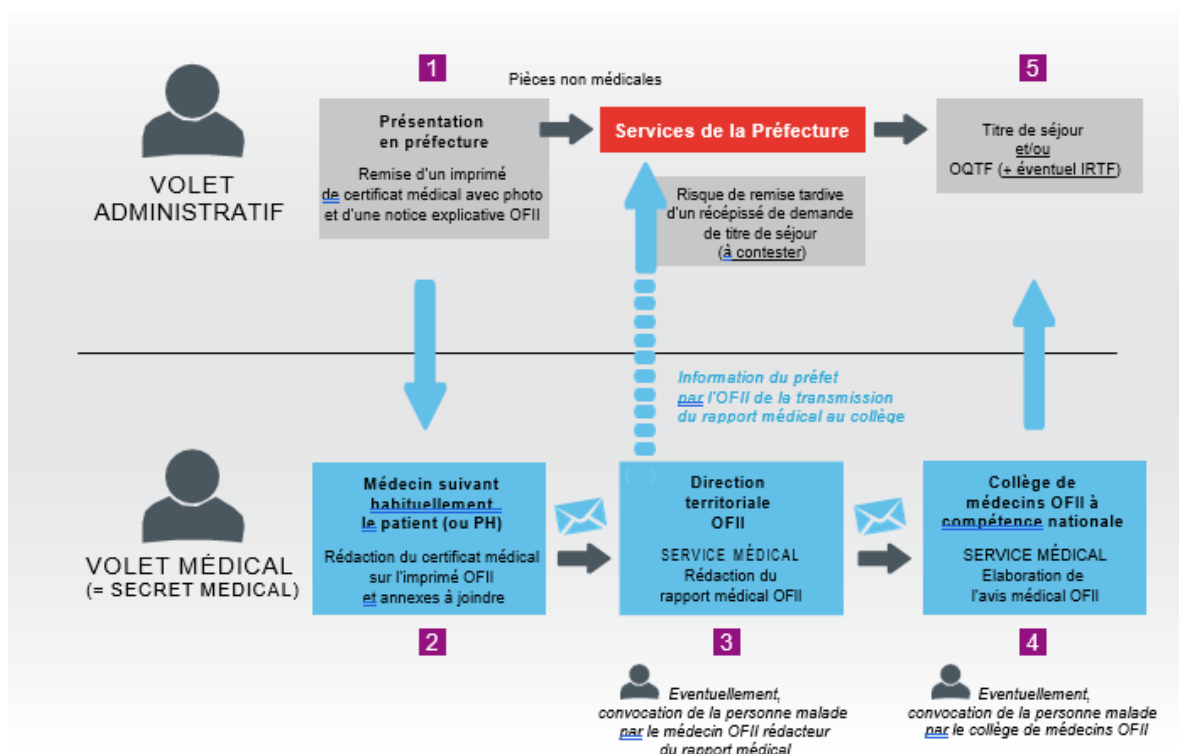 1
Pièces non médicales
5
VOLET
ADMINISTRATIF
Présentation
en préfecture
Remise d'un imprimé
de certificat médical avec photo
et d'une notice explicative OFII
Services de la Préfecture
Risque de remise tardive
d'un récépissé de demande
de titre de séjour
(à contester)
Titre de séjour
et/ou
OQTF (+ éventuel IRTF)
Information du préfet
par l'OFII de la transmission
du rapport médical au collège
VOLET MÉDICAL
(= SECRET MEDICAL)
Médecin suivant
habituellement
le patient (ou PH)
Rédaction du certificat médical
sur l'imprimé OFII
et annexes à joindre
2
Direction
territoriale
OFII
SERVICE MÉDICAL
Rédaction du
rapport médical OFII
3
Eventuellement,
convocation de la personne malade
par le médecin OFII rédacteur
du rapport médical
Collège de
médecins OFII à
compétence nationale
SERVICE MÉDICAL
Elaboration de
l'avis médical OFII
4
Eventuellement,
convocation de la personne malade
par le collège de médecins OFII